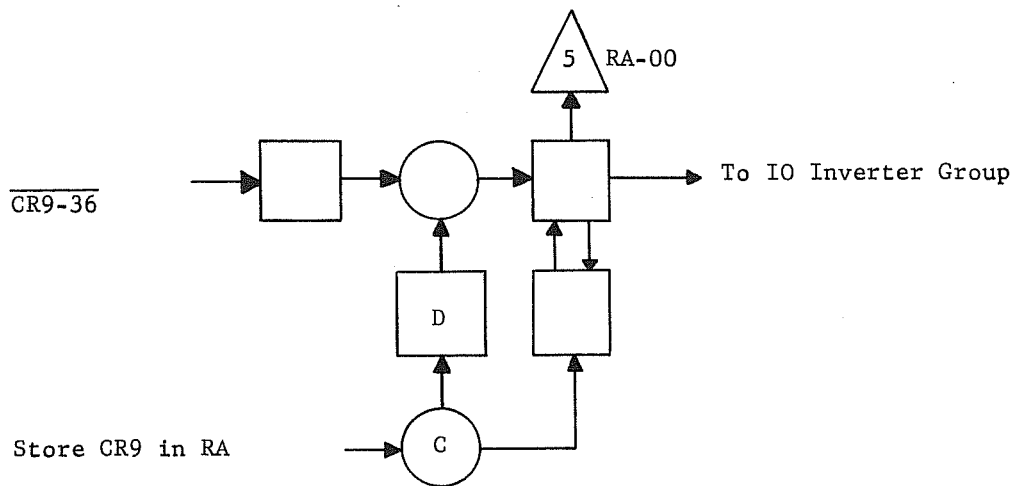 5 RA-00
To IO Inverter Group
CR9-36
D
Store CR9 in RA
C